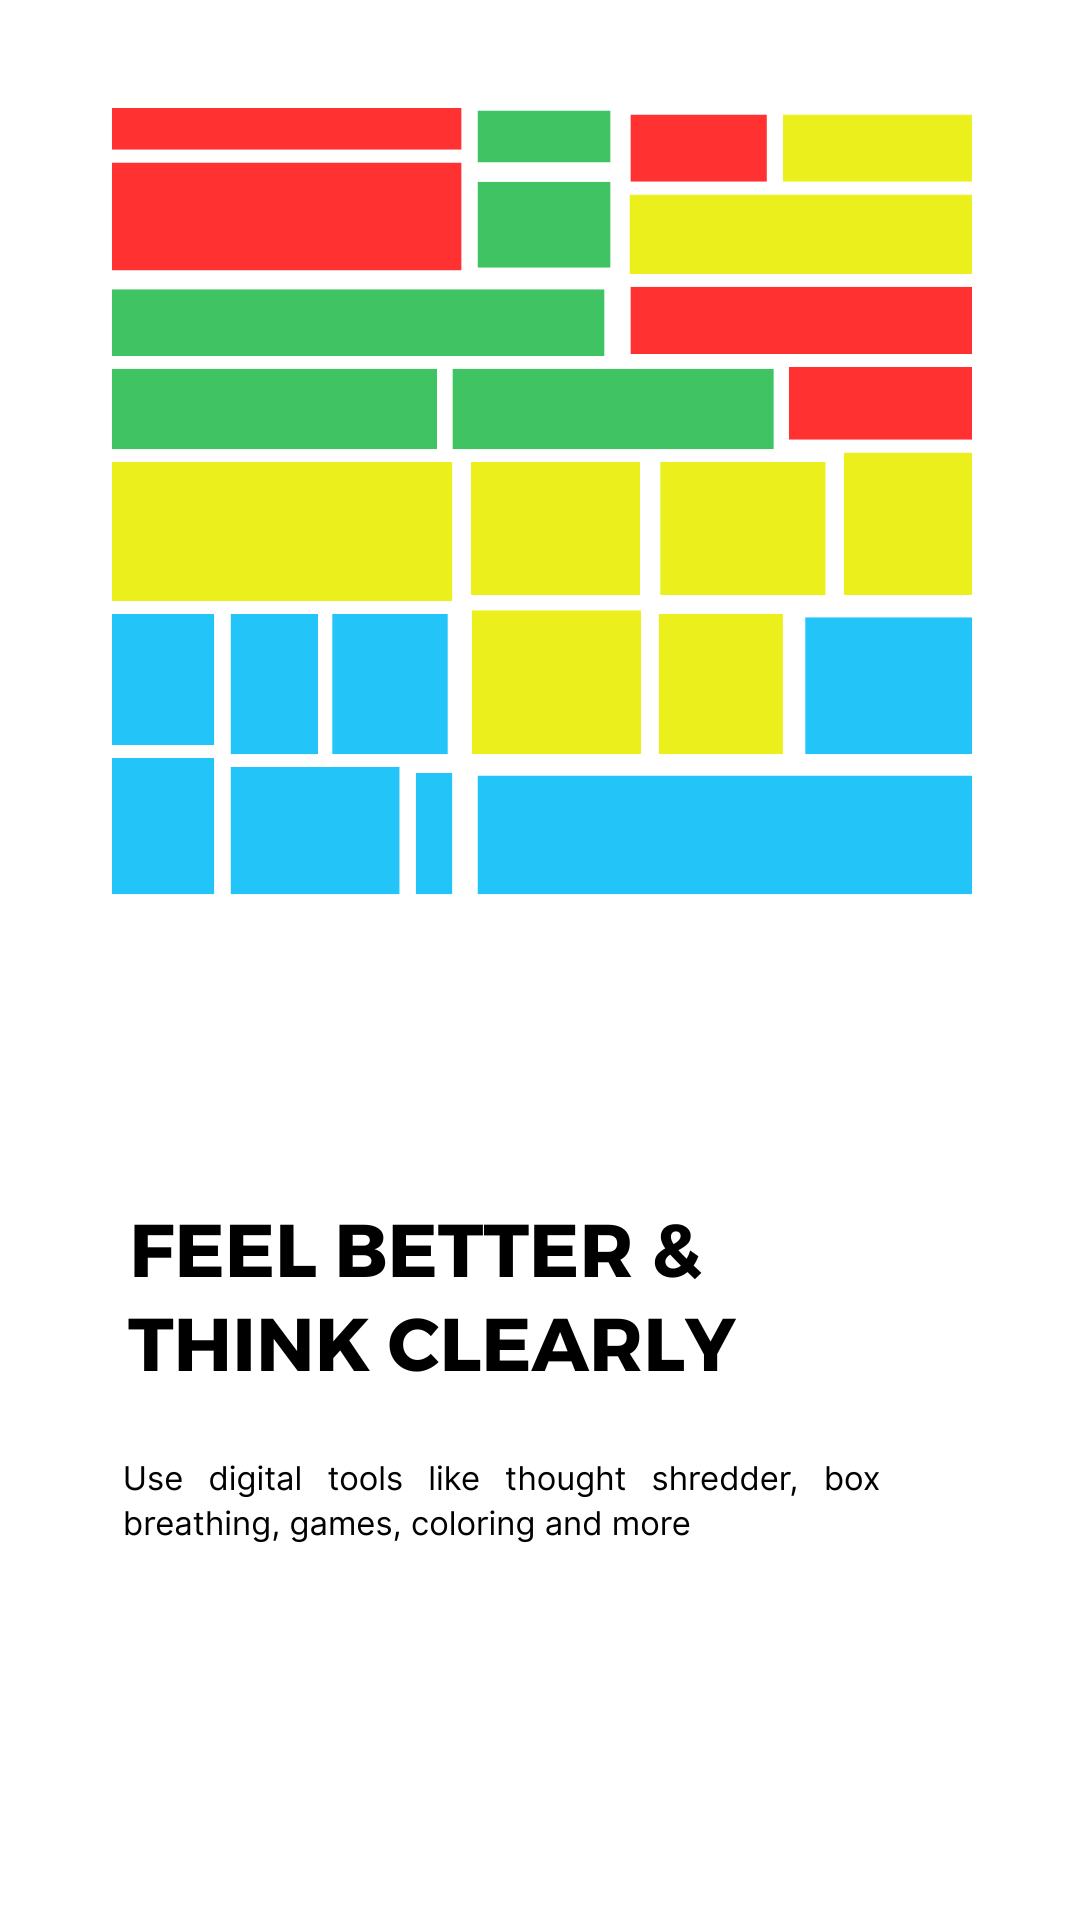 FEEL BETTER &
THINK CLEARLY
Use digital tools like thought shredder, box
breathing, games, coloring and more